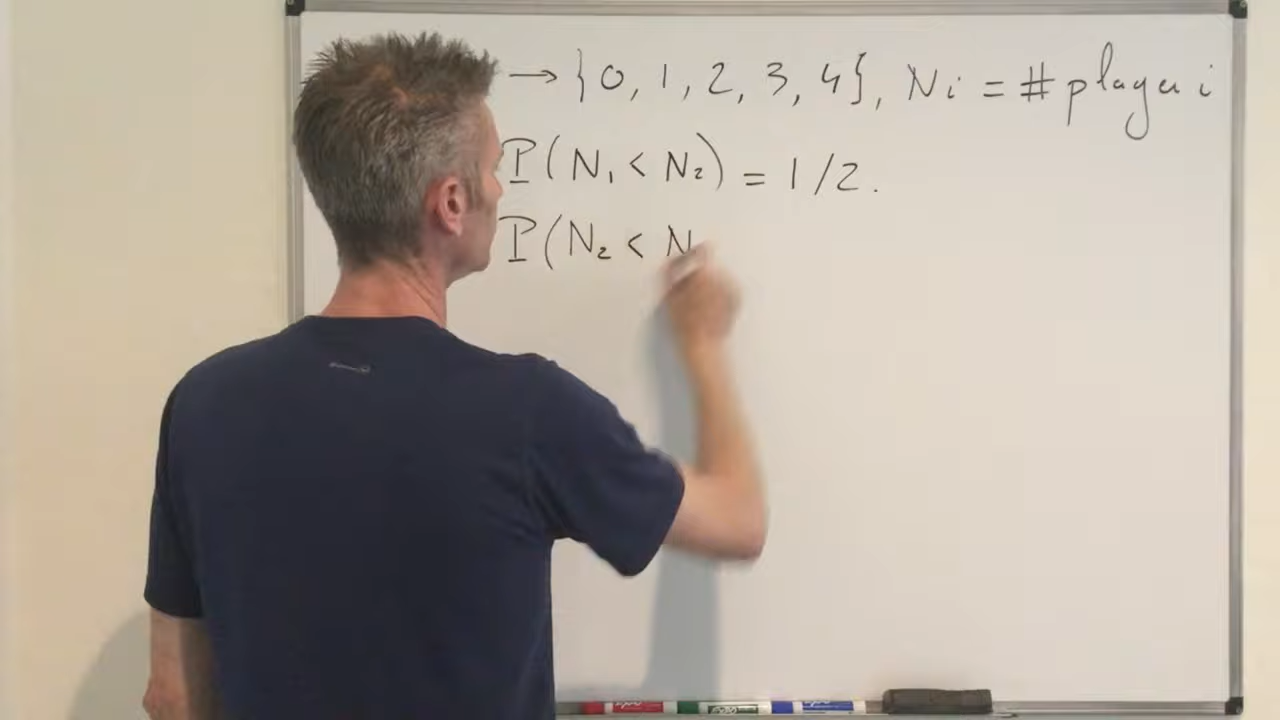 → {0, 1, 2, 3, 4}, Ni = # player i
P(N₁ < N₂) = 1/2.
P(N₂ < N